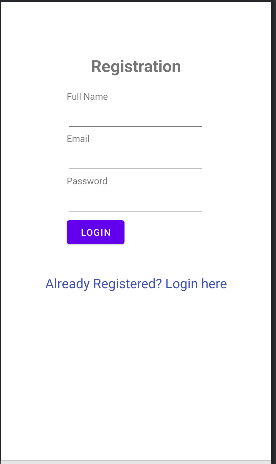 Registration
Full Name
Email
Password
LOGIN
Already Registered? Login here